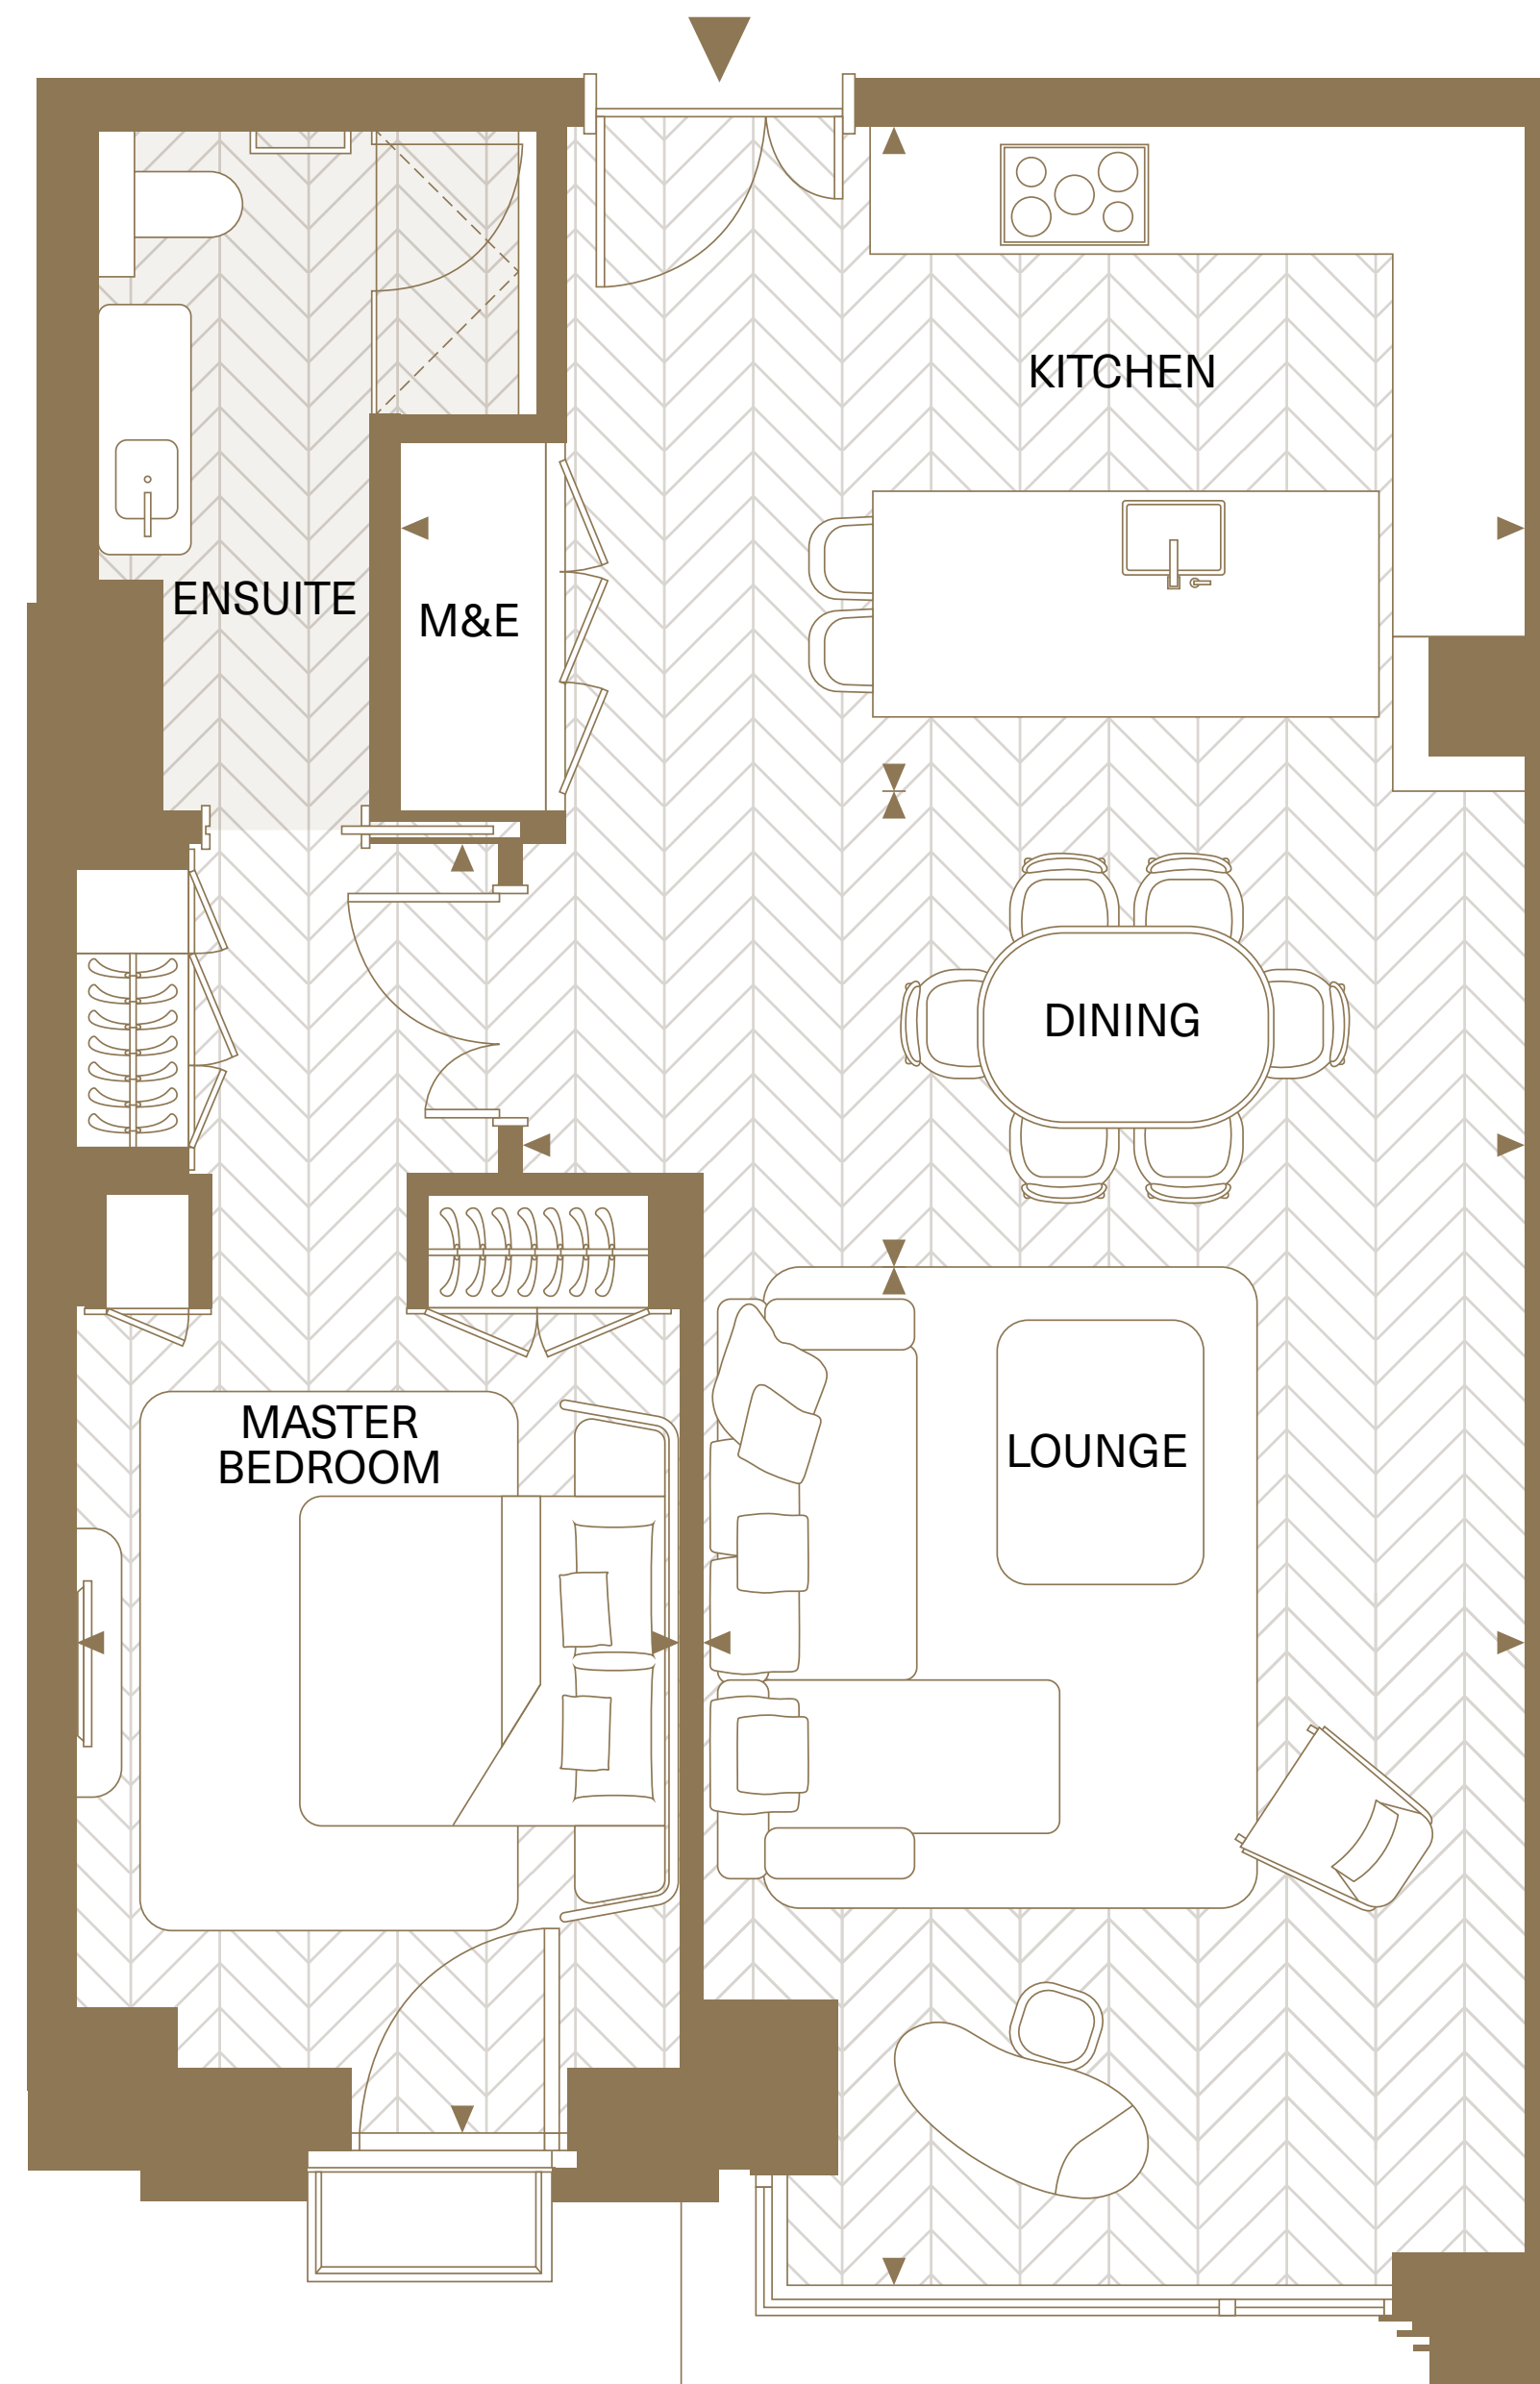 KITCHEN
ENSUITE
M&E
DINING
MASTER
BEDROOM
LOUNGE